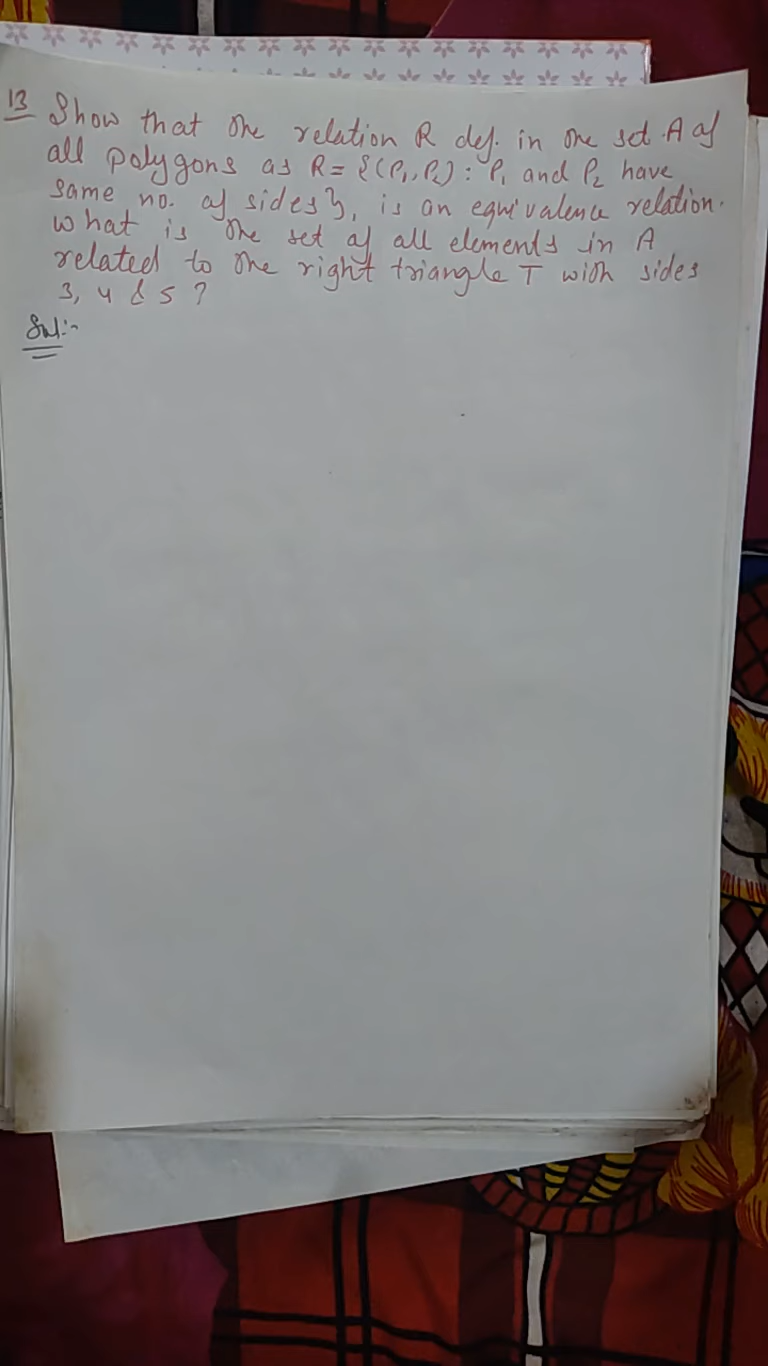 13 Show that the relation R def. in the set A of
all polygons as R = {(P₁, P₂) : P₁ and P₂ have
same no. of sides}, is an equivalence relation.
what is the set of all elements in A
related to the right triangle T with sides
3, 4 & 5 ?
Sol:-